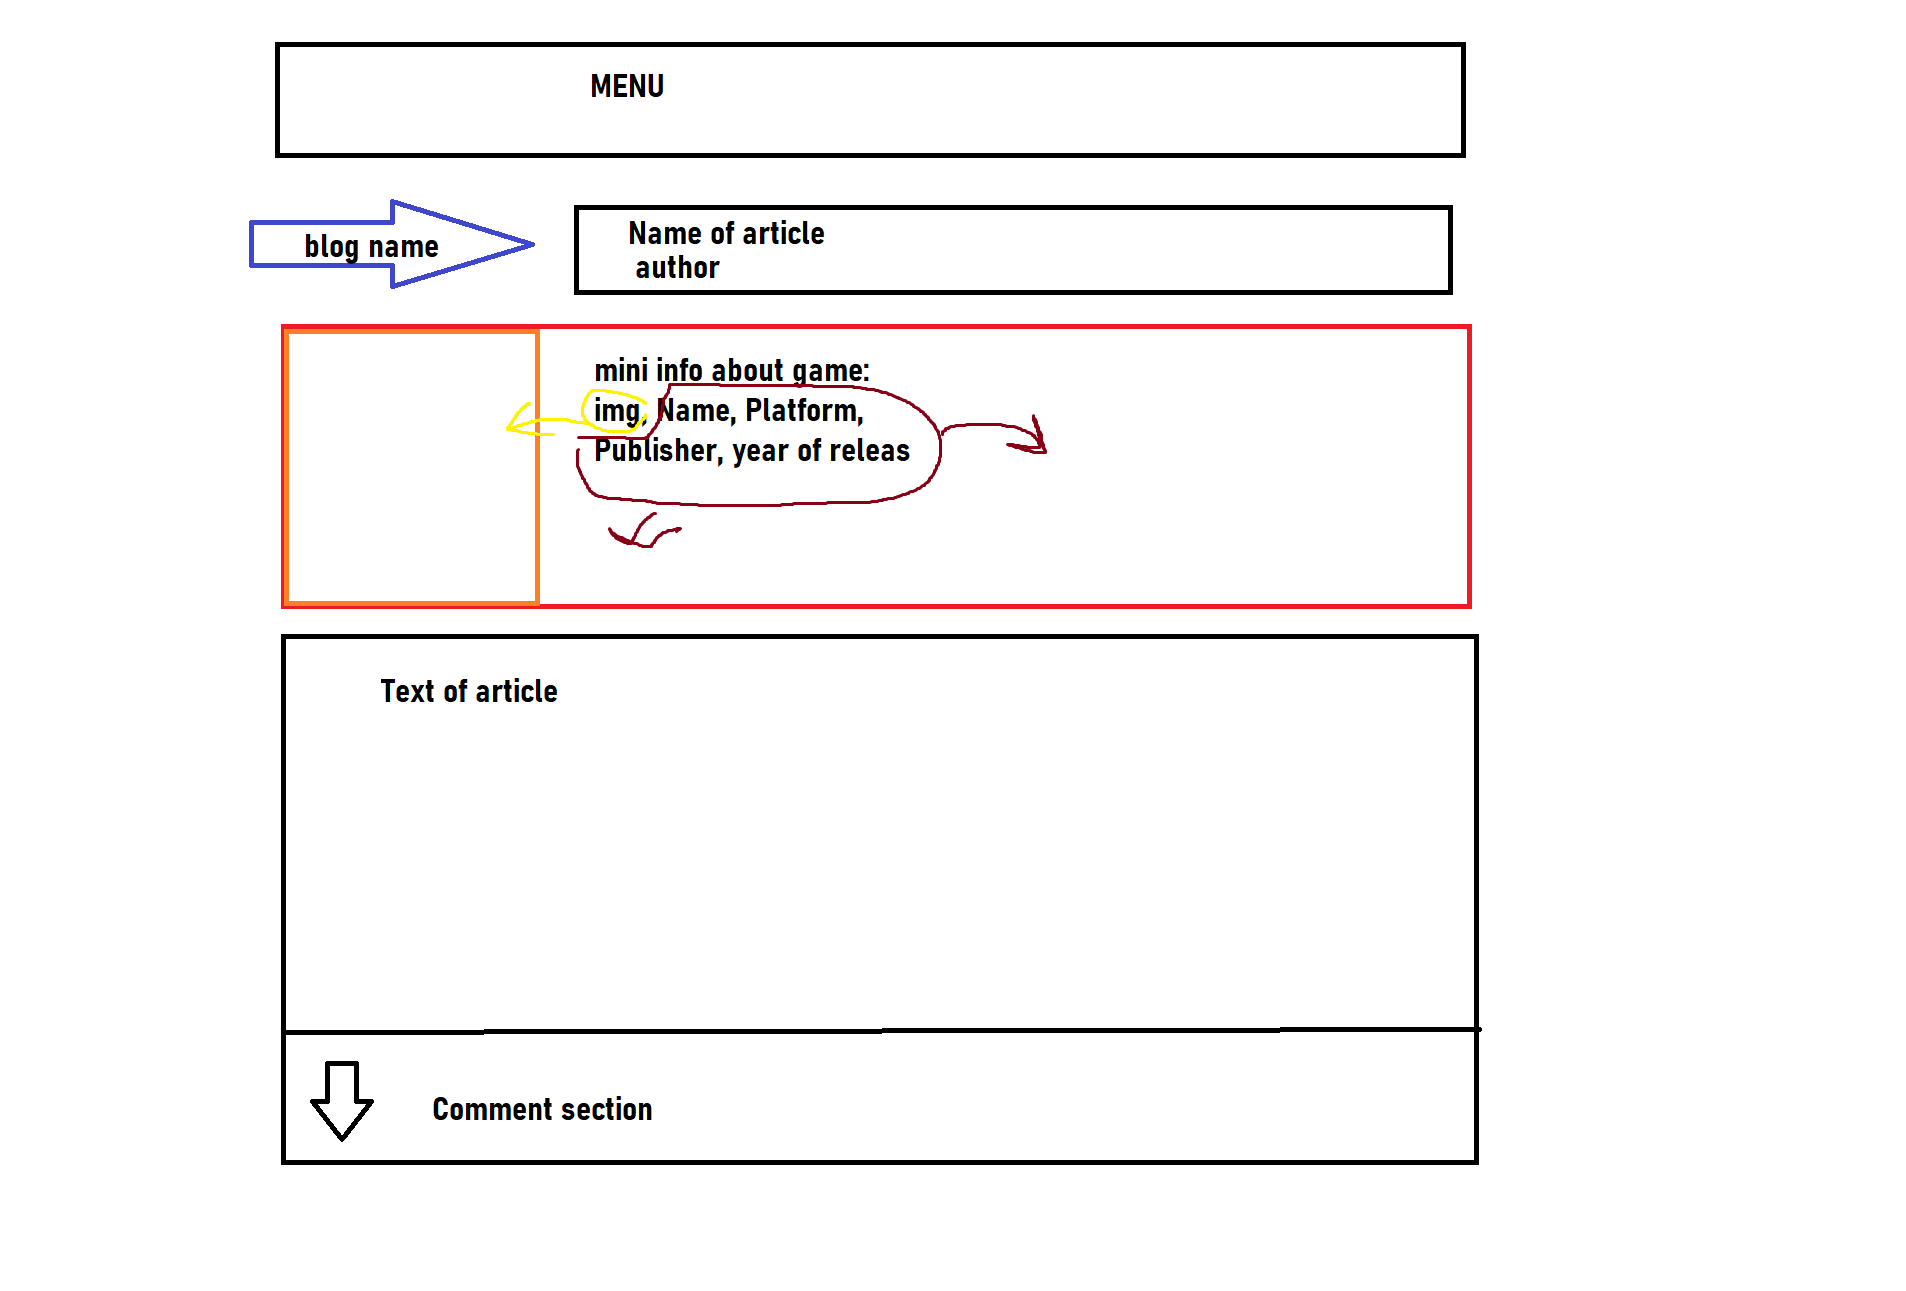 MENU
blog name
Name of article
author
mini info about game:
img, Name, Platform,
Publisher, year of releas
Text of article
Comment section